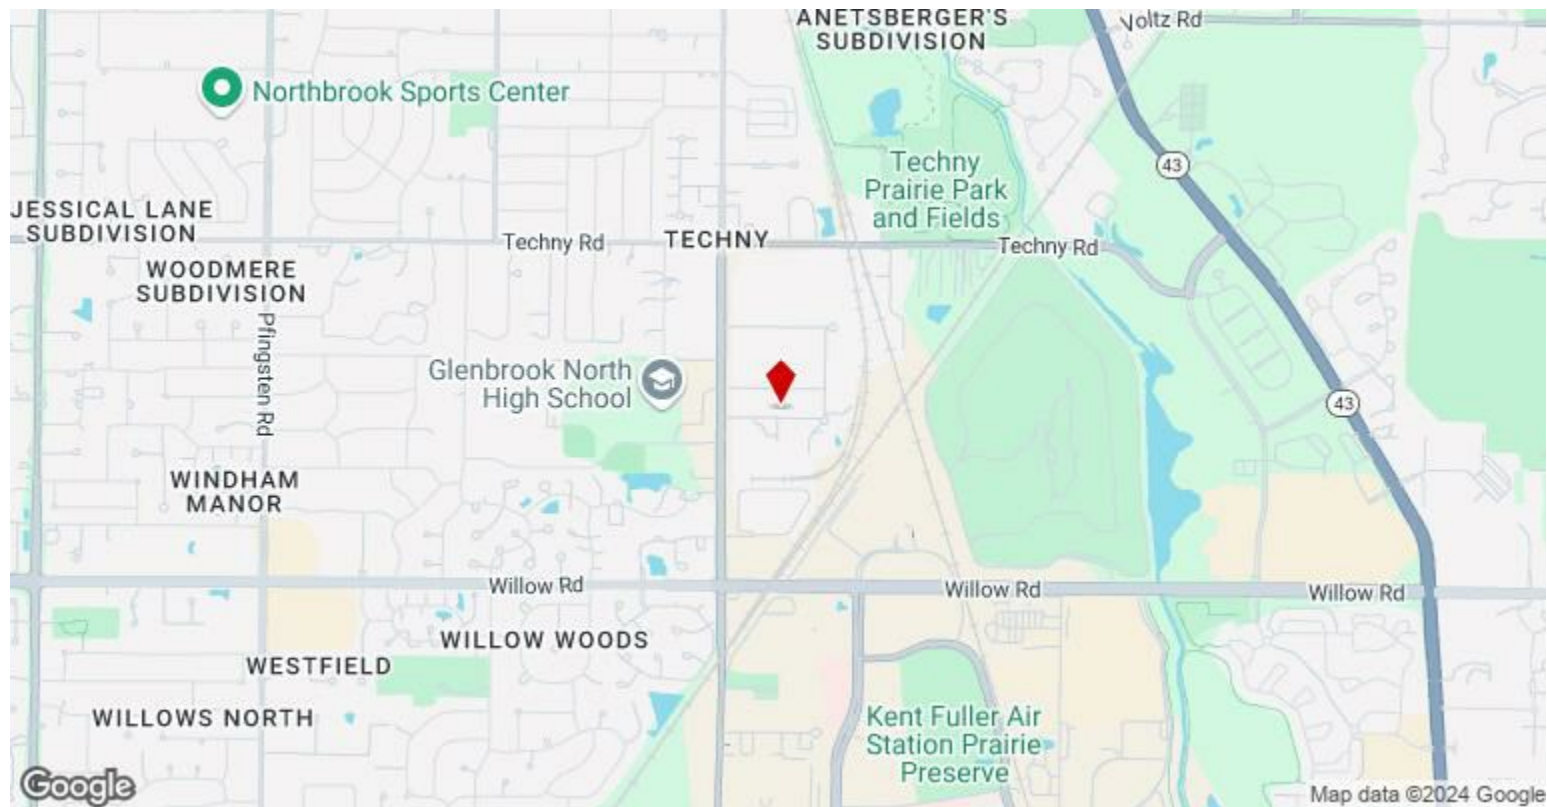 ANETSBERGER'S
SUBDIVISION
Voltz Rd
Northbrook Sports Center
43
Techny
Prairie Park
and Fields
JESSICAL LANE
SUBDIVISION
Techny Rd
TECHNY
Techny Rd
WOODMERE
SUBDIVISION
Pfingsten Rd
Glenbrook North
High School
43
WINDHAM
MANOR
Willow Rd
Willow Rd
Willow Rd
WILLOW WOODS
WESTFIELD
WILLOWS NORTH
Kent Fuller Air
Station Prairie
Preserve
Google
Map data ©2024 Google